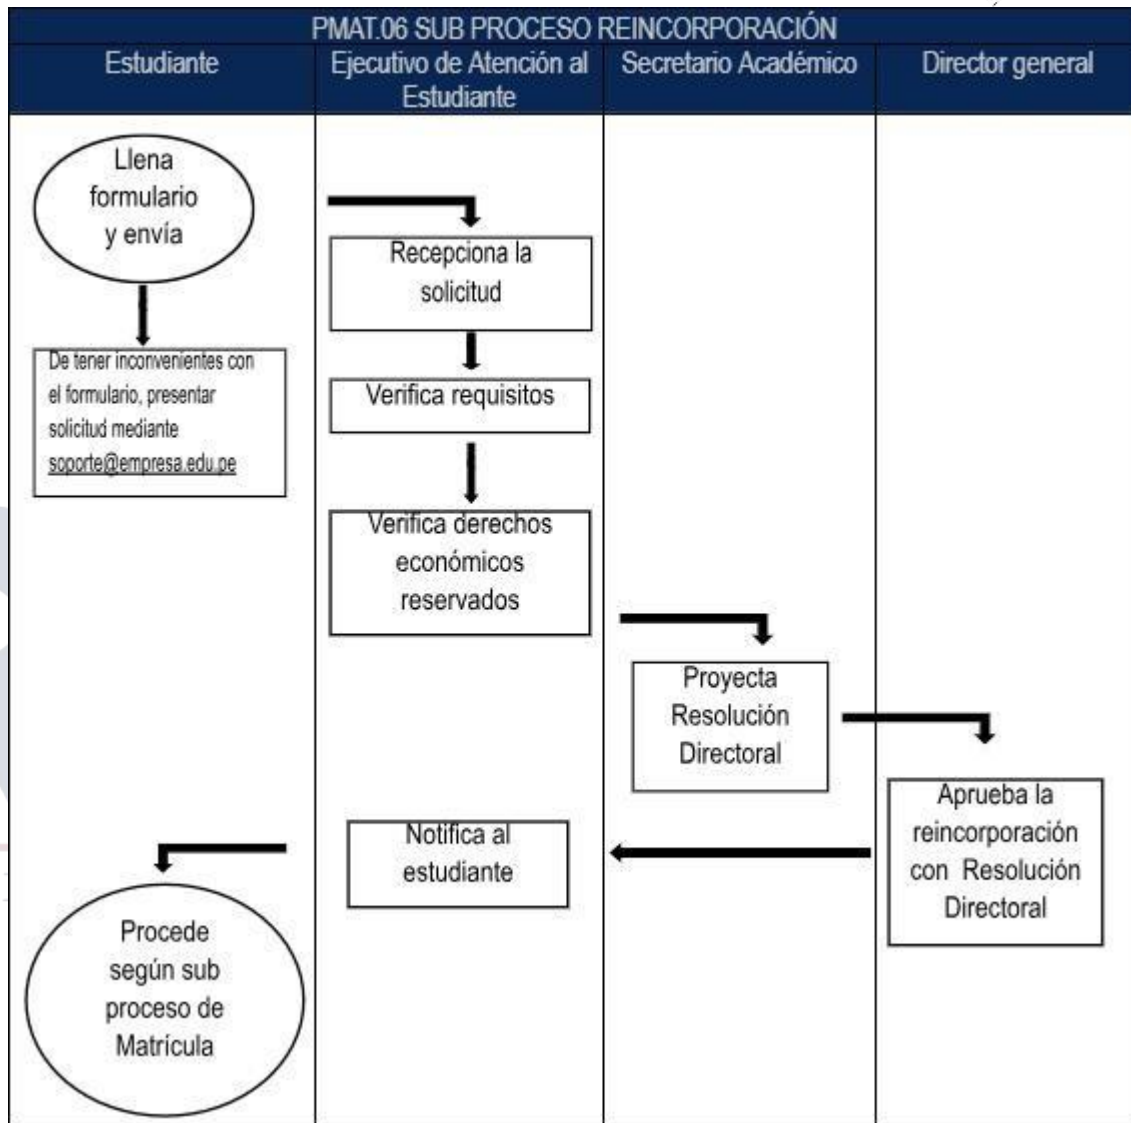 PMAT.06 SUB PROCESO REINCORPORACIÓN
Estudiante
Ejecutivo de Atención al
Estudiante
Secretario Académico
Director general
Llena
formulario
y envía
De tener inconvenientes con
el formulario, presentar
solicitud mediante
soporte@empresa.edu.pe
Recepciona la
solicitud
Verifica requisitos
Verifica derechos
económicos
reservados
Proyecta
Resolución
Directoral
Aprueba la
reincorporación
con Resolución
Directoral
Notifica al
estudiante
Procede
según sub
proceso de
Matrícula